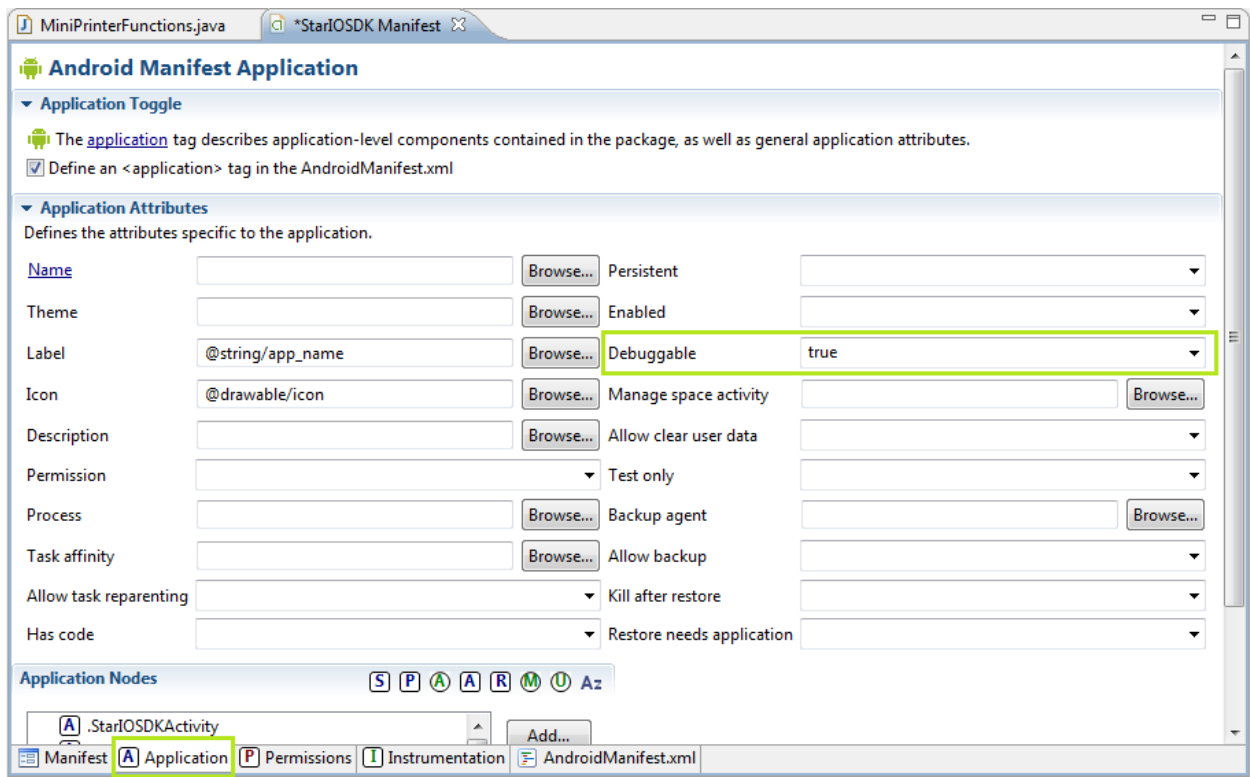 MiniPrinterFunctions.java *StarIOSDK Manifest
Android Manifest Application
Application Toggle
The application tag describes application-level components contained in the package, as well as general application attributes.
Define an <application> tag in the AndroidManifest.xml
Application Attributes
Defines the attributes specific to the application.
Name Browse... Persistent
Theme Browse... Enabled
Label @string/app_name Browse... Debuggable true
Icon @drawable/icon Browse... Manage space activity Browse...
Description Browse... Allow clear user data
Permission Test only
Process Browse... Backup agent Browse...
Task affinity Browse... Allow backup
Allow task reparenting Kill after restore
Has code Restore needs application
Application Nodes S P A A R M U Az
A .StarIOSDKActivity Add...
Manifest A Application P Permissions I Instrumentation AndroidManifest.xml